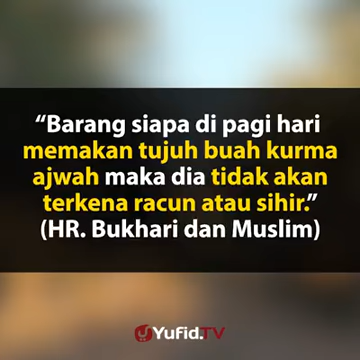 “Barang siapa di pagi hari
memakan tujuh buah kurma
ajwah maka dia tidak akan
terkena racun atau sihir.”
(HR. Bukhari dan Muslim)
Yufid.TV